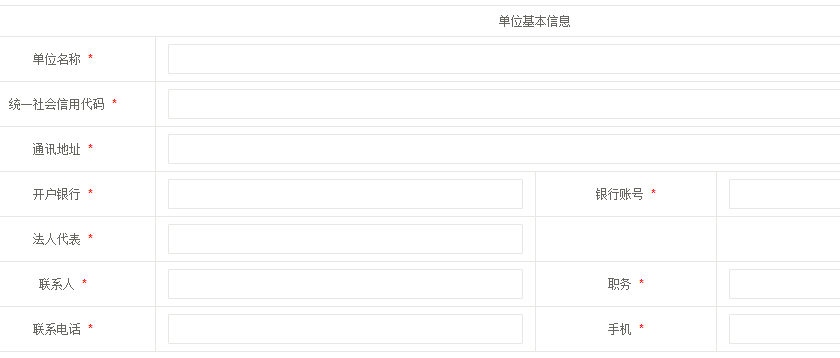 单位基本信息
单位名称 *
统一社会信用代码 *
通讯地址 *
开户银行 * 银行账号 *
法人代表 *
联系人 * 职务 *
联系电话 * 手机 *